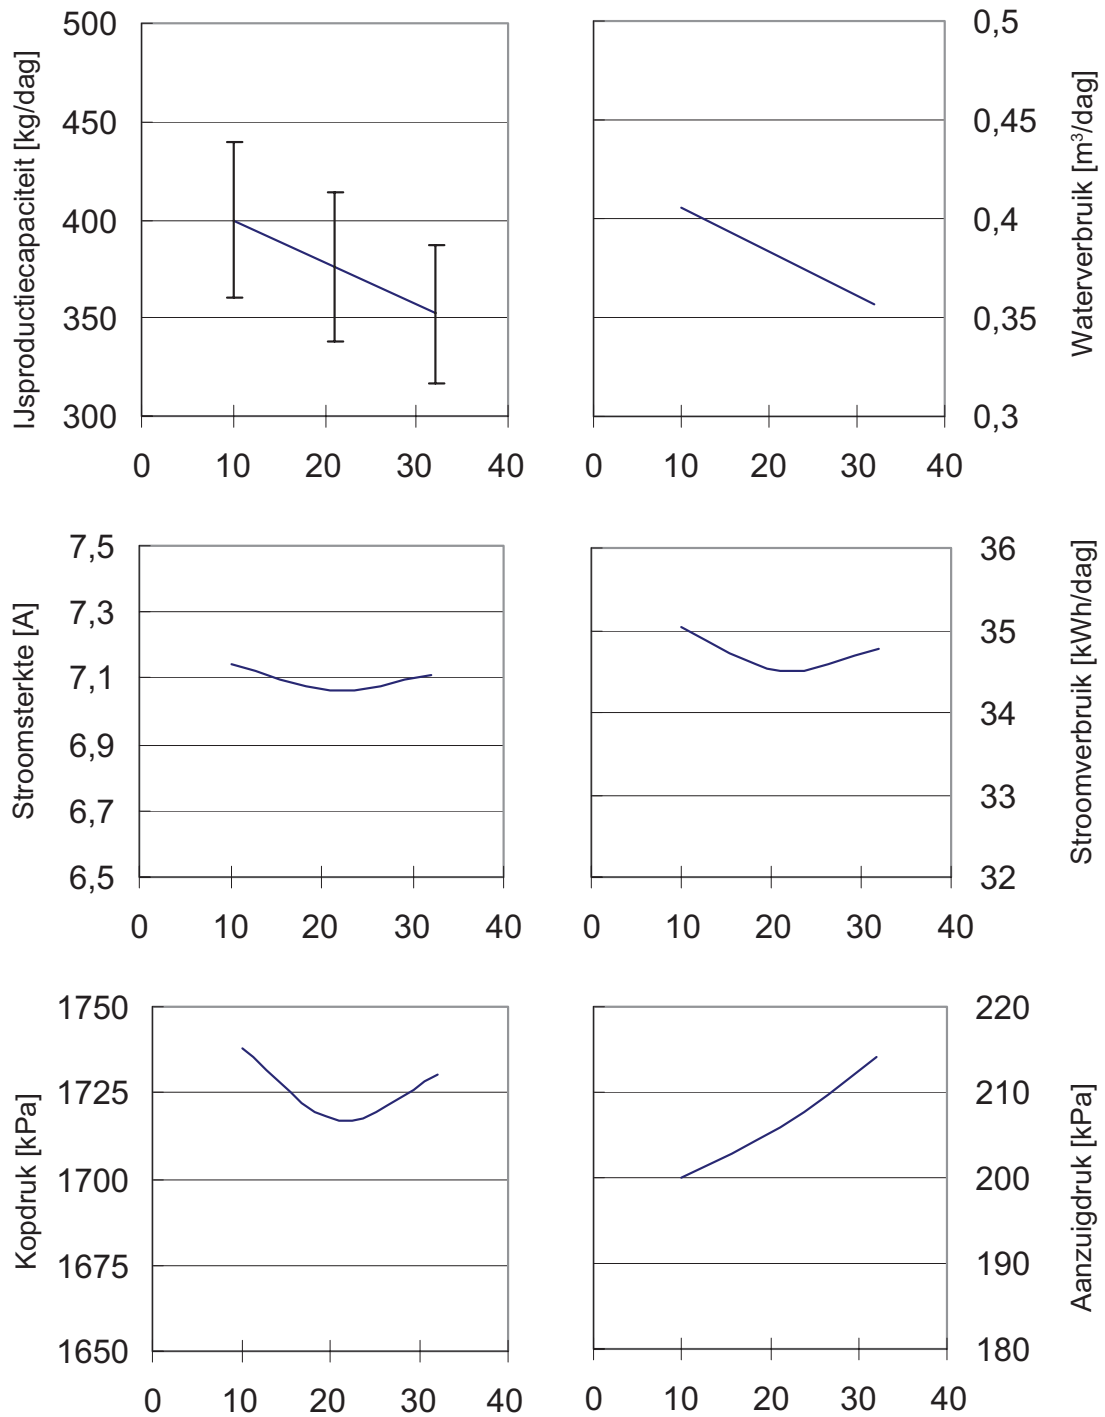 IJsproductiecapaciteit [kg/dag]
500
450
400
350
300
0 10 20 30 40
0,5
0,45
0,4
0,35
0,3
Waterverbruik [m³/dag]
0 10 20 30 40
Stroomsterkte [A]
7,5
7,3
7,1
6,9
6,7
6,5
0 10 20 30 40
36
35
34
33
32
Stroomverbruik [kWh/dag]
0 10 20 30 40
Kopdruk [kPa]
1750
1725
1700
1675
1650
0 10 20 30 40
220
210
200
190
180
Aanzuigdruk [kPa]
0 10 20 30 40